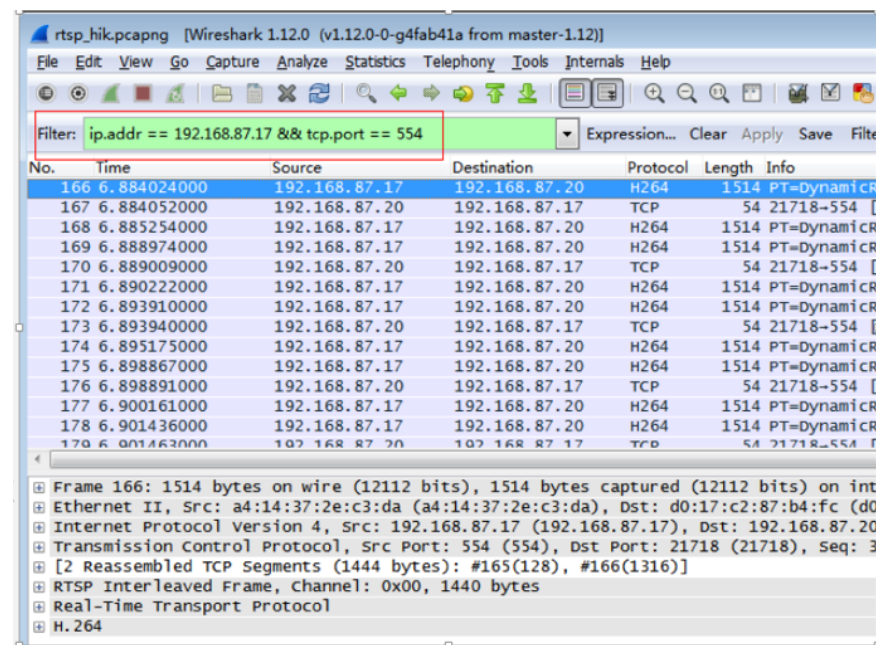 rtsp_hik.pcapng [Wireshark 1.12.0 (v1.12.0-0-g4fab41a from master-1.12)]
File Edit View Go Capture Analyze Statistics Telephony Tools Internals Help
Filter: ip.addr == 192.168.87.17 && tcp.port == 554 Expression... Clear Apply Save Filte
No. Time Source Destination Protocol Length Info
166 6.884024000 192.168.87.17 192.168.87.20 H264 1514 PT=DynamicR
167 6.884052000 192.168.87.20 192.168.87.17 TCP 54 21718→554 [
168 6.885254000 192.168.87.17 192.168.87.20 H264 1514 PT=DynamicR
169 6.888974000 192.168.87.17 192.168.87.20 H264 1514 PT=DynamicR
170 6.889009000 192.168.87.20 192.168.87.17 TCP 54 21718→554 [
171 6.890222000 192.168.87.17 192.168.87.20 H264 1514 PT=DynamicR
172 6.893910000 192.168.87.17 192.168.87.20 H264 1514 PT=DynamicR
173 6.893940000 192.168.87.20 192.168.87.17 TCP 54 21718→554 [
174 6.895175000 192.168.87.17 192.168.87.20 H264 1514 PT=DynamicR
175 6.898867000 192.168.87.17 192.168.87.20 H264 1514 PT=DynamicR
176 6.898891000 192.168.87.20 192.168.87.17 TCP 54 21718→554 [
177 6.900161000 192.168.87.17 192.168.87.20 H264 1514 PT=DynamicR
178 6.901436000 192.168.87.17 192.168.87.20 H264 1514 PT=DynamicR
179 6.901463000 192.168.87.20 192.168.87.17 TCP 54 21718→554 [
Frame 166: 1514 bytes on wire (12112 bits), 1514 bytes captured (12112 bits) on int
Ethernet II, Src: a4:14:37:2e:c3:da (a4:14:37:2e:c3:da), Dst: d0:17:c2:87:b4:fc (d0
Internet Protocol Version 4, Src: 192.168.87.17 (192.168.87.17), Dst: 192.168.87.20
Transmission Control Protocol, Src Port: 554 (554), Dst Port: 21718 (21718), Seq: 3
[2 Reassembled TCP Segments (1444 bytes): #165(128), #166(1316)]
RTSP Interleaved Frame, Channel: 0x00, 1440 bytes
Real-Time Transport Protocol
H.264